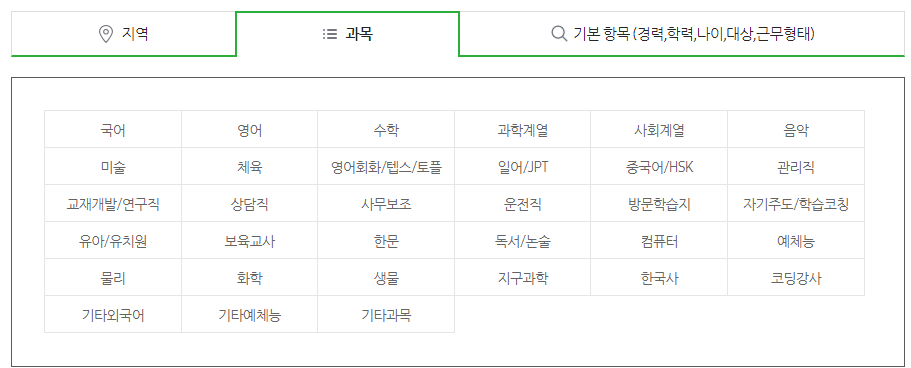 지역 과목 기본 항목 (경력,학력,나이,대상,근무형태)
국어 영어 수학 과학계열 사회계열 음악
미술 체육 영어회화/텝스/토플 일어/JPT 중국어/HSK 관리직
교재개발/연구직 상담직 사무보조 운전직 방문학습지 자기주도/학습코칭
유아/유치원 보육교사 한문 독서/논술 컴퓨터 예체능
물리 화학 생물 지구과학 한국사 코딩강사
기타외국어 기타예체능 기타과목